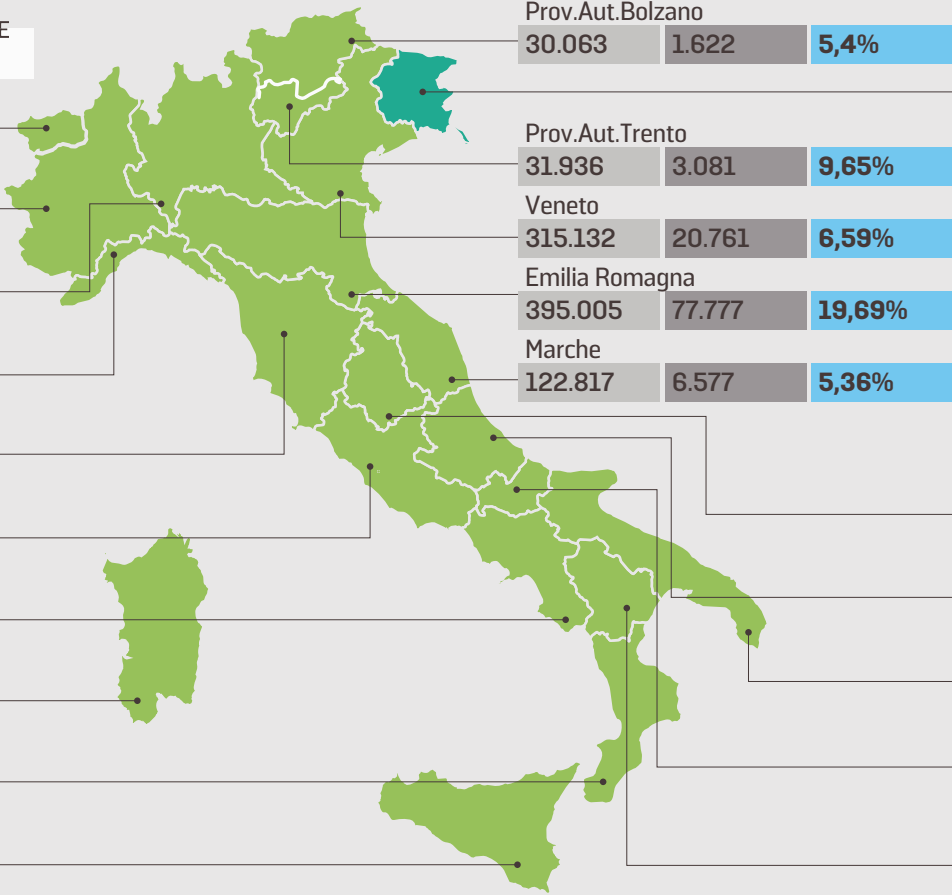 E
Prov.Aut.Bolzano
30.063 1.622 5,4%
Prov.Aut.Trento
31.936 3.081 9,65%
Veneto
315.132 20.761 6,59%
Emilia Romagna
395.005 77.777 19,69%
Marche
122.817 6.577 5,36%